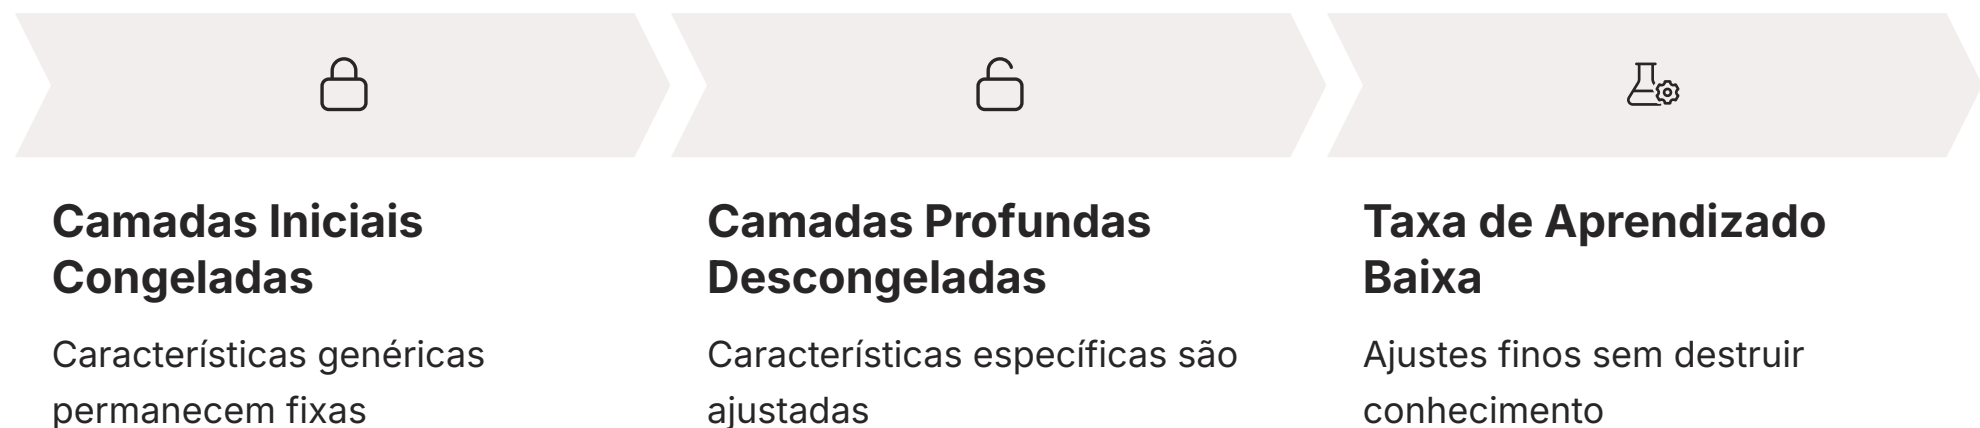 Camadas Iniciais
Congeladas
Características genéricas
permanecem fixas
Camadas Profundas
Descongeladas
Características específicas são
ajustadas
Taxa de Aprendizado
Baixa
Ajustes finos sem destruir
conhecimento